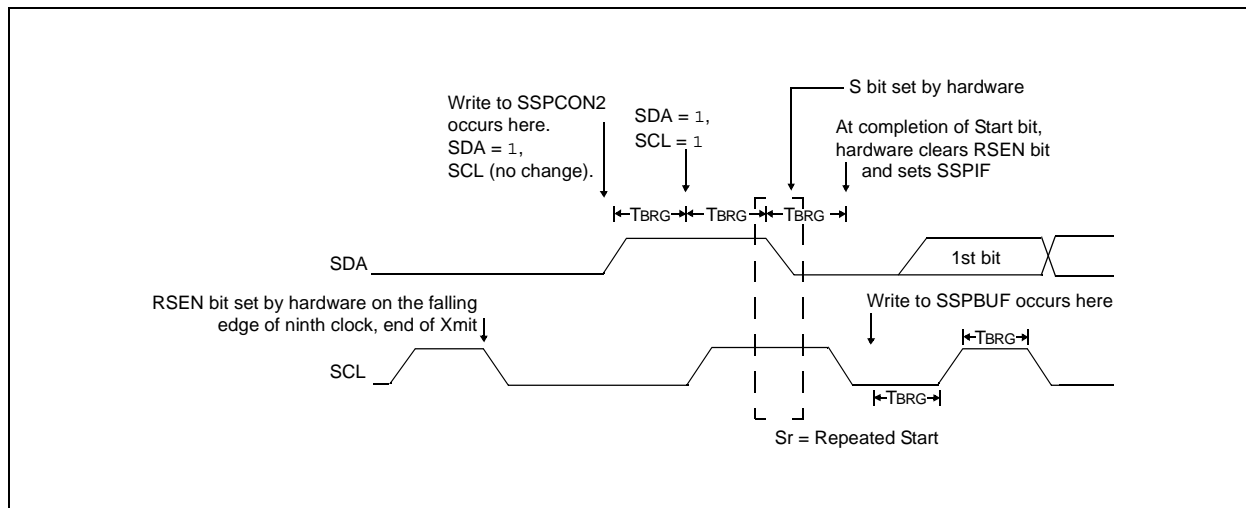 S bit set by hardware
Write to SSPCON2
occurs here.
SDA = 1,
SCL (no change).
SDA = 1,
SCL = 1
At completion of Start bit,
hardware clears RSEN bit
and sets SSPIF
TBRG
TBRG
TBRG
SDA
1st bit
RSEN bit set by hardware on the falling
edge of ninth clock, end of Xmit
Write to SSPBUF occurs here
TBRG
SCL
TBRG
Sr = Repeated Start